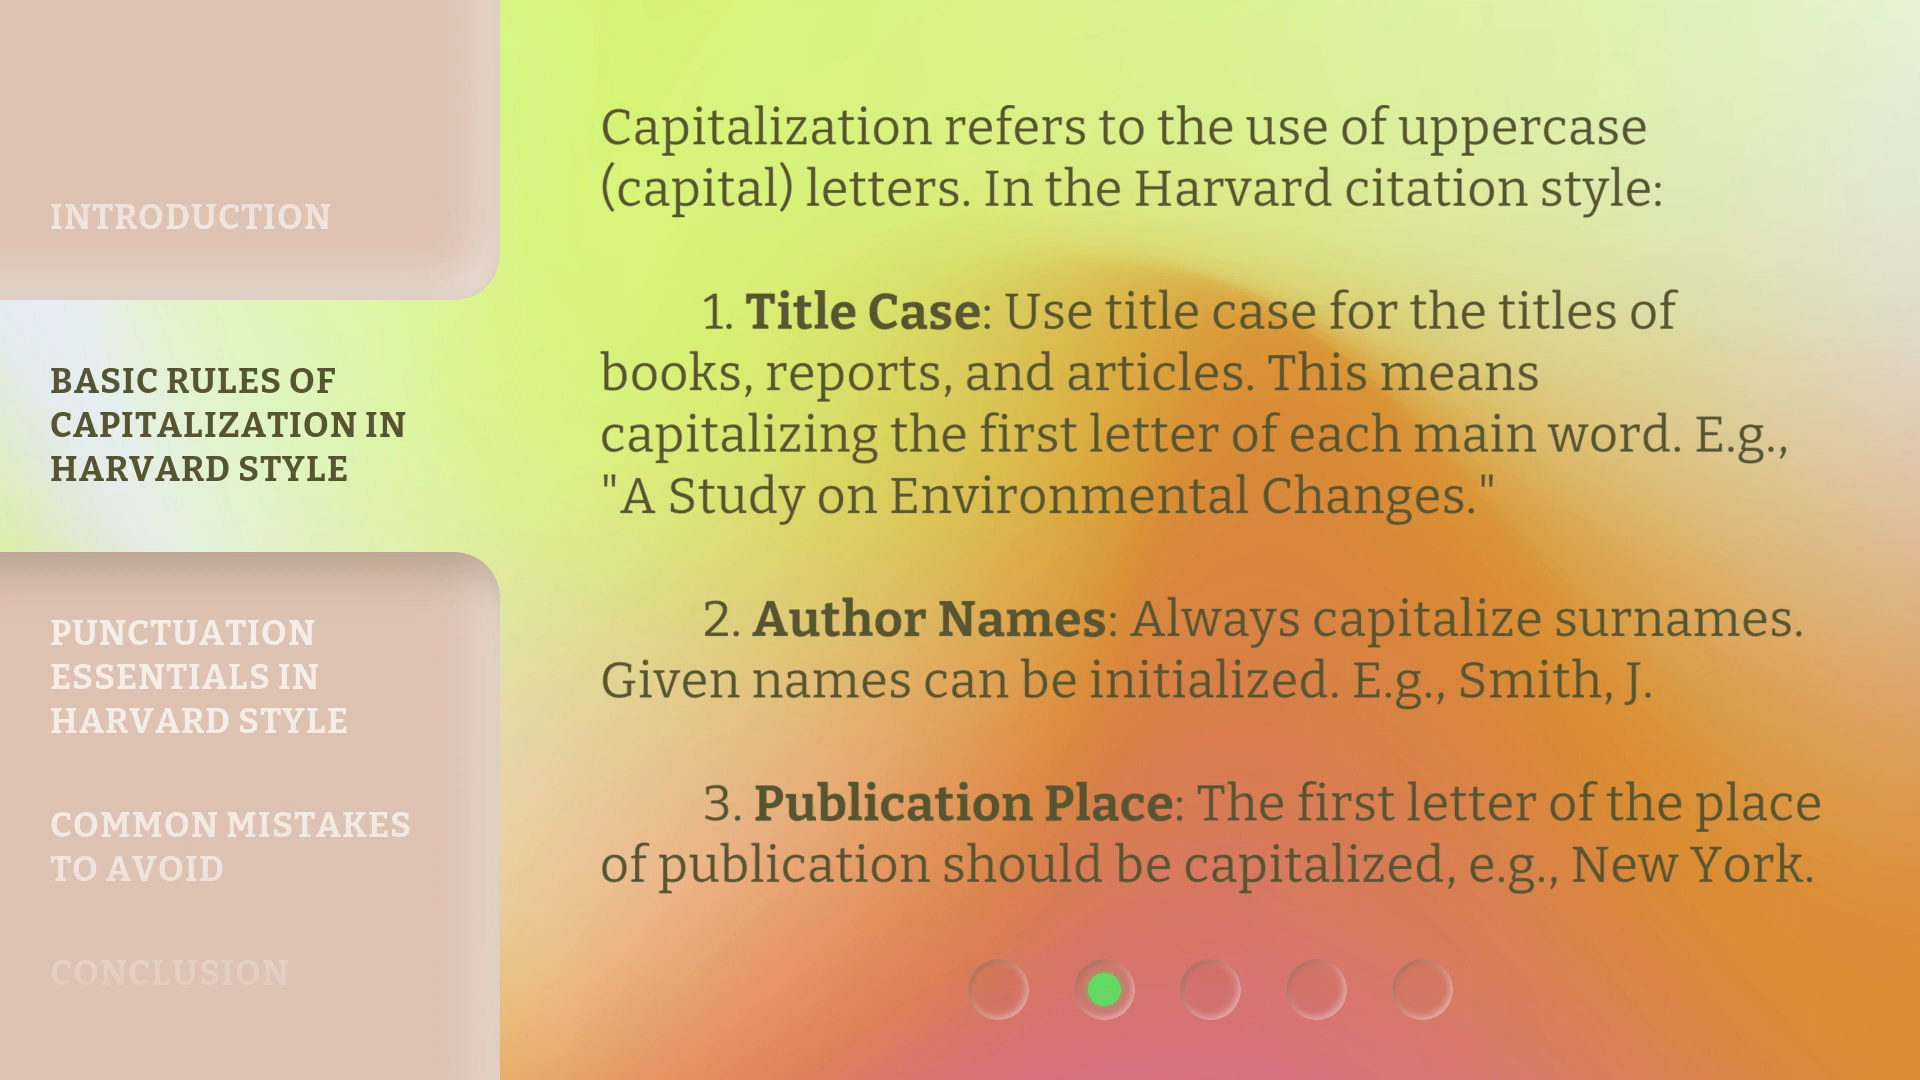 INTRODUCTION
BASIC RULES OF
CAPITALIZATION IN
HARVARD STYLE
PUNCTUATION
ESSENTIALS IN
HARVARD STYLE
COMMON MISTAKES
TO AVOID
CONCLUSION
Capitalization refers to the use of uppercase
(capital) letters. In the Harvard citation style:
1. Title Case: Use title case for the titles of
books, reports, and articles. This means
capitalizing the first letter of each main word. E.g.,
"A Study on Environmental Changes."
2. Author Names: Always capitalize surnames.
Given names can be initialized. E.g., Smith, J.
3. Publication Place: The first letter of the place
of publication should be capitalized, e.g., New York.